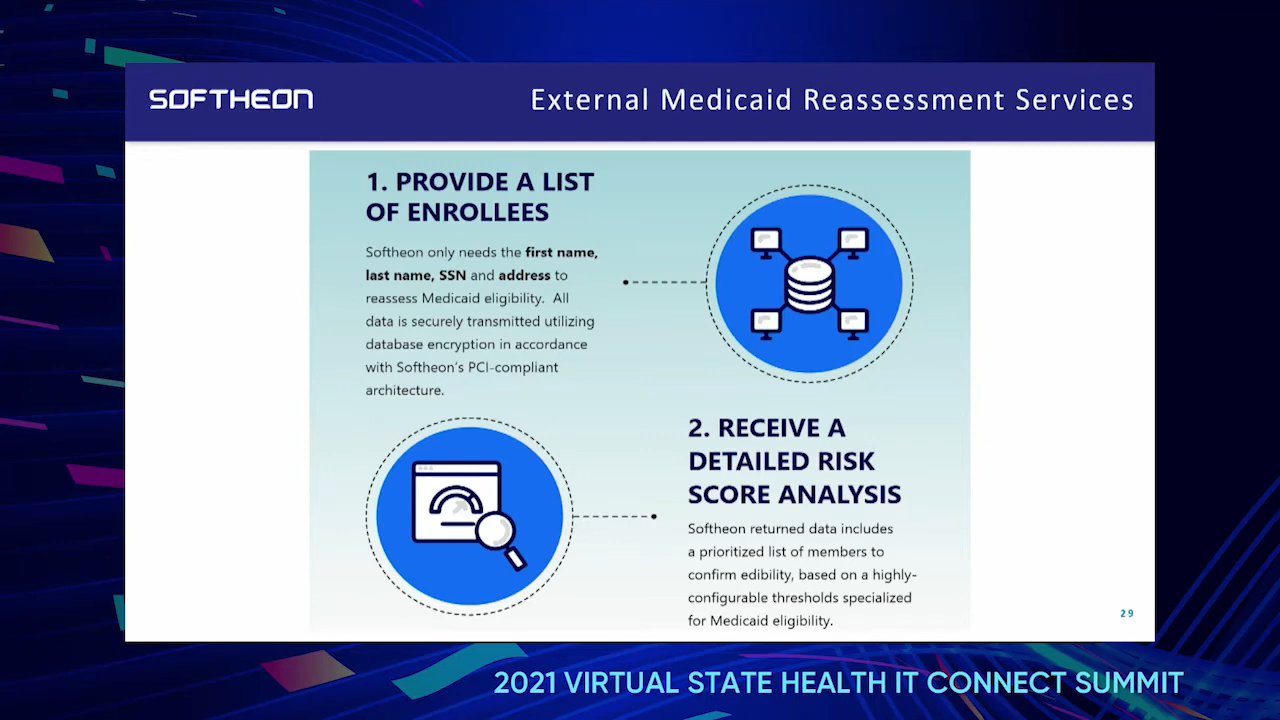 SOFTHEON
External Medicaid Reassessment Services
1. PROVIDE A LIST
OF ENROLLEES
Softheon only needs the first name,
last name, SSN and address to
reassess Medicaid eligibility. All
data is securely transmitted utilizing
database encryption in accordance
with Softheon's PCI-compliant
architecture.
2. RECEIVE A
DETAILED RISK
SCORE ANALYSIS
Softheon returned data includes
a prioritized list of members to
confirm edibility, based on a highly-
configurable thresholds specialized
for Medicaid eligibility.
29
2021 VIRTUAL STATE HEALTH IT CONNECT SUMMIT